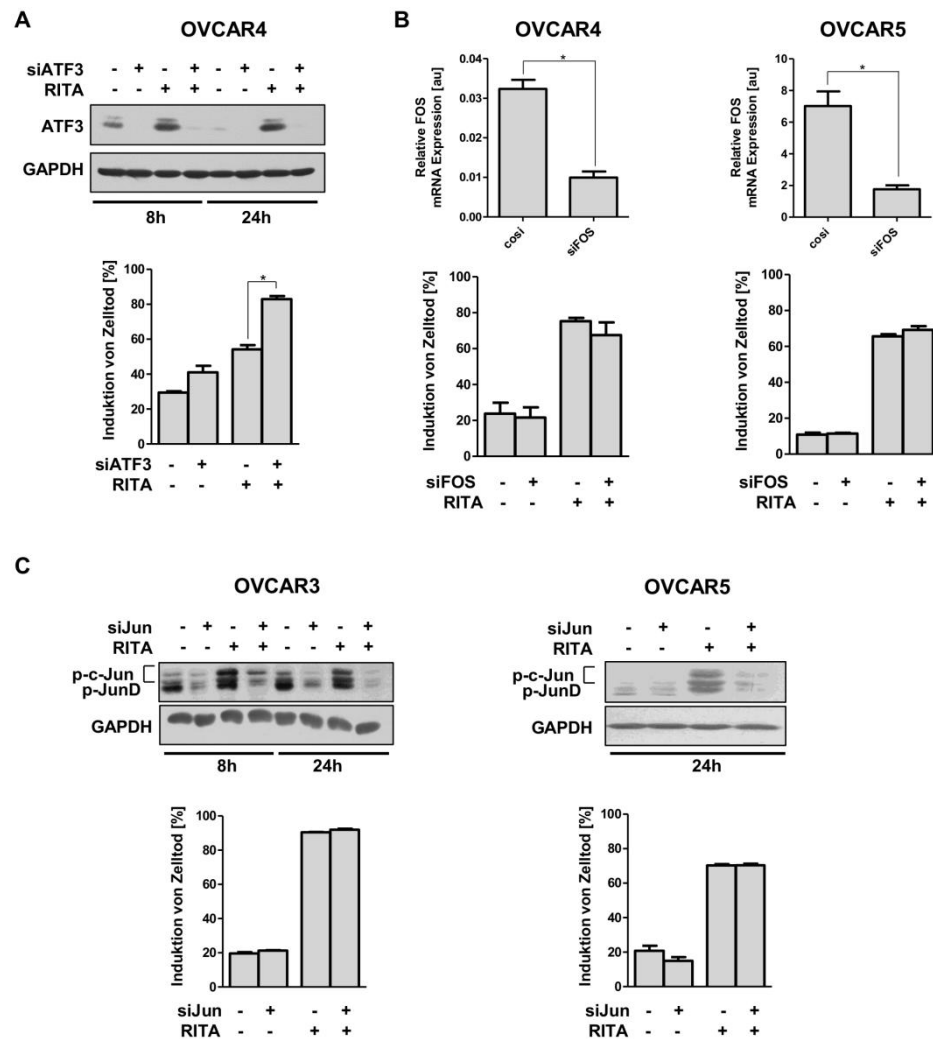 A
OVCAR4
siATF3 - + - + - + - +
RITA - - + + - - + +
ATF3
GAPDH
8h 24h
Induktion von Zelltod [%]
100
80
60
40
20
0
*
siATF3 - + - +
RITA - - + +
B
OVCAR4
Relative FOS
mRNA Expression [au]
0.04
0.03
0.02
0.01
0.00
*
cosi siFOS
Induktion von Zelltod [%]
100
80
60
40
20
0
siFOS - + - +
RITA - - + +
OVCAR5
Relative FOS
mRNA Expression [au]
10
8
6
4
2
0
*
cosi siFOS
Induktion von Zelltod [%]
100
80
60
40
20
0
siFOS - + - +
RITA - - + +
C
OVCAR3
siJun - + - + - + - +
RITA - - + + - - + +
p-c-Jun
p-JunD
GAPDH
8h 24h
Induktion von Zelltod [%]
100
80
60
40
20
0
siJun - + - +
RITA - - + +
OVCAR5
siJun - + - +
RITA - - + +
p-c-Jun
p-JunD
GAPDH
24h
Induktion von Zelltod [%]
100
80
60
40
20
0
siJun - + - +
RITA - - + +